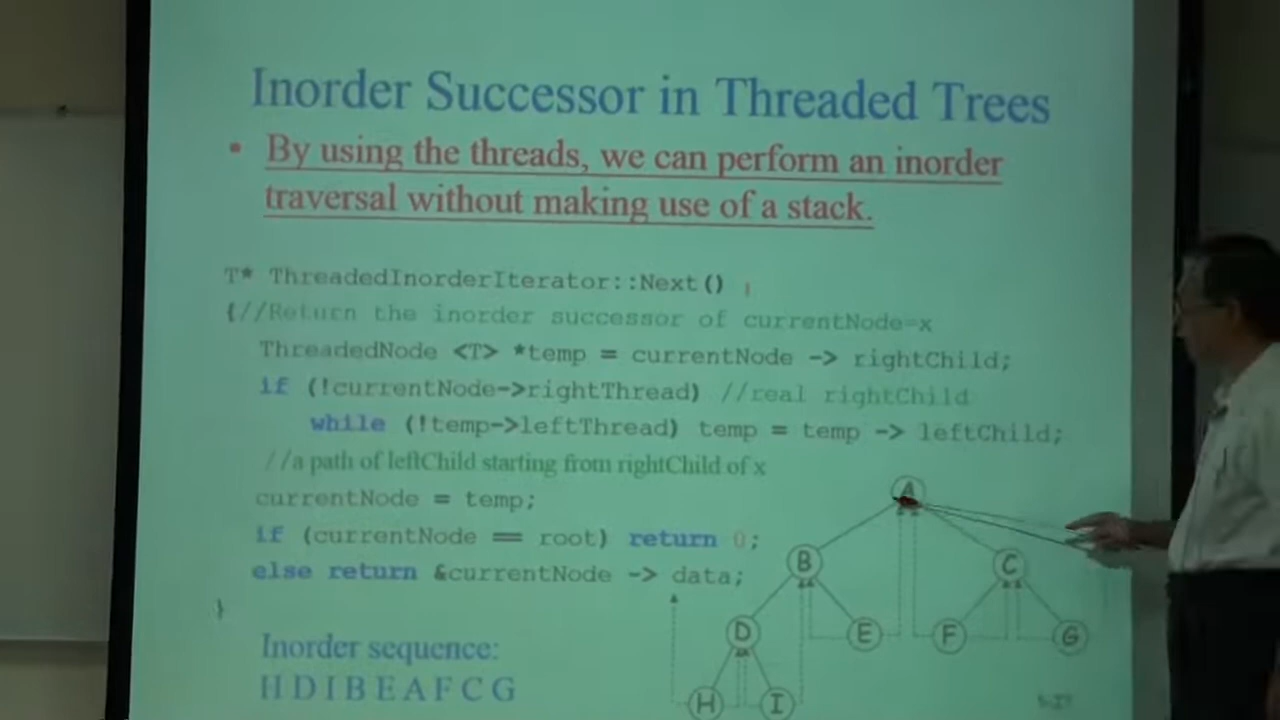 Inorder Successor in Threaded Trees
• By using the threads, we can perform an inorder
traversal without making use of a stack.
T* ThreadedInorderIterator::Next()
{//Return the inorder successor of currentNode=x
ThreadedNode <T> *temp = currentNode -> rightChild;
if (!currentNode->rightThread) //real rightChild
while (!temp->leftThread) temp = temp -> leftChild;
//a path of leftChild starting from rightChild of x
currentNode = temp;
if (currentNode == root) return 0;
else return &currentNode -> data;
}
A
B C
D E F G
H I
Inorder sequence:
H D I B E A F C G